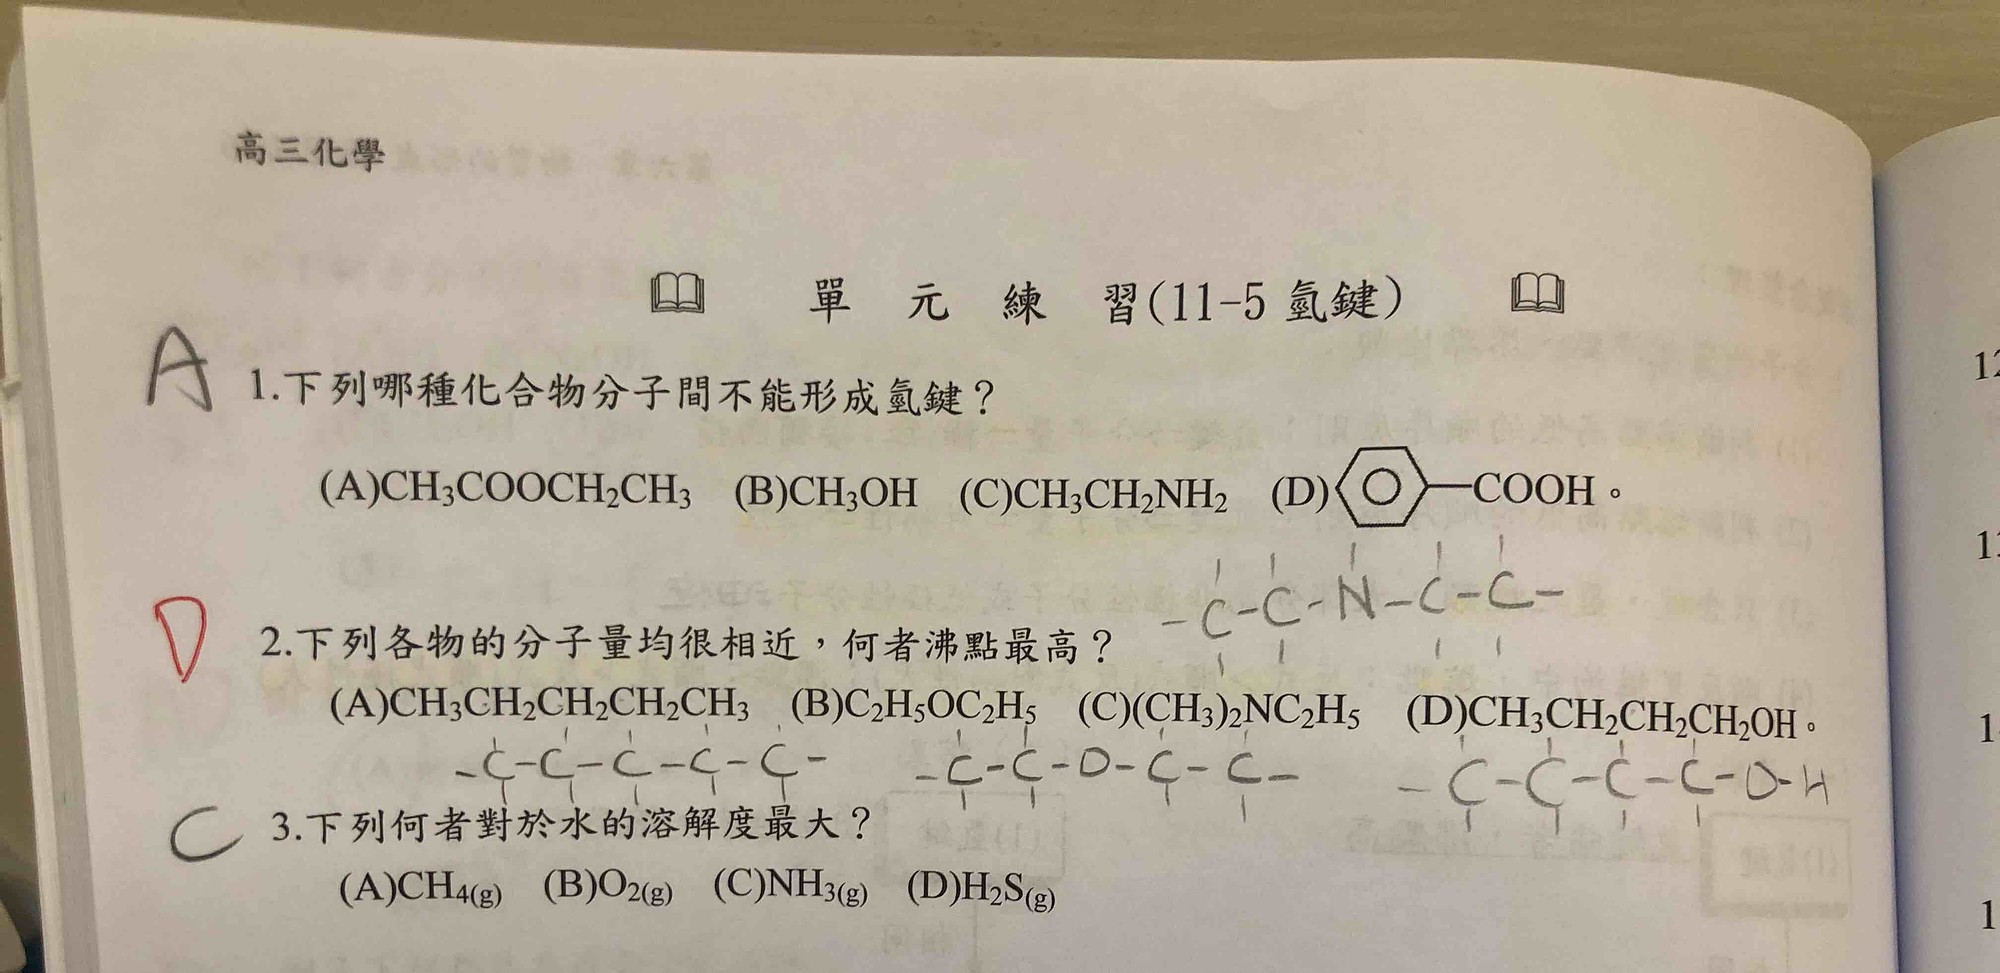 高三化學
單元練習(11-5 氫鍵)
A 1.下列哪種化合物分子間不能形成氫鍵？
(A)CH₃COOCH₂CH₃ (B)CH₃OH (C)CH₃CH₂NH₂ (D) —COOH。
-C-C-N-C-C-
D 2.下列各物的分子量均很相近，何者沸點最高？
(A)CH₃CH₂CH₂CH₂CH₃ (B)C₂H₅OC₂H₅ (C)(CH₃)₂NC₂H₅ (D)CH₃CH₂CH₂CH₂OH。
-C-C-C-C-C- -C-C-O-C-C- -C-C-C-C-O-H
C 3.下列何者對於水的溶解度最大？
(A)CH₄(g) (B)O₂(g) (C)NH₃(g) (D)H₂S(g)
12
1
1